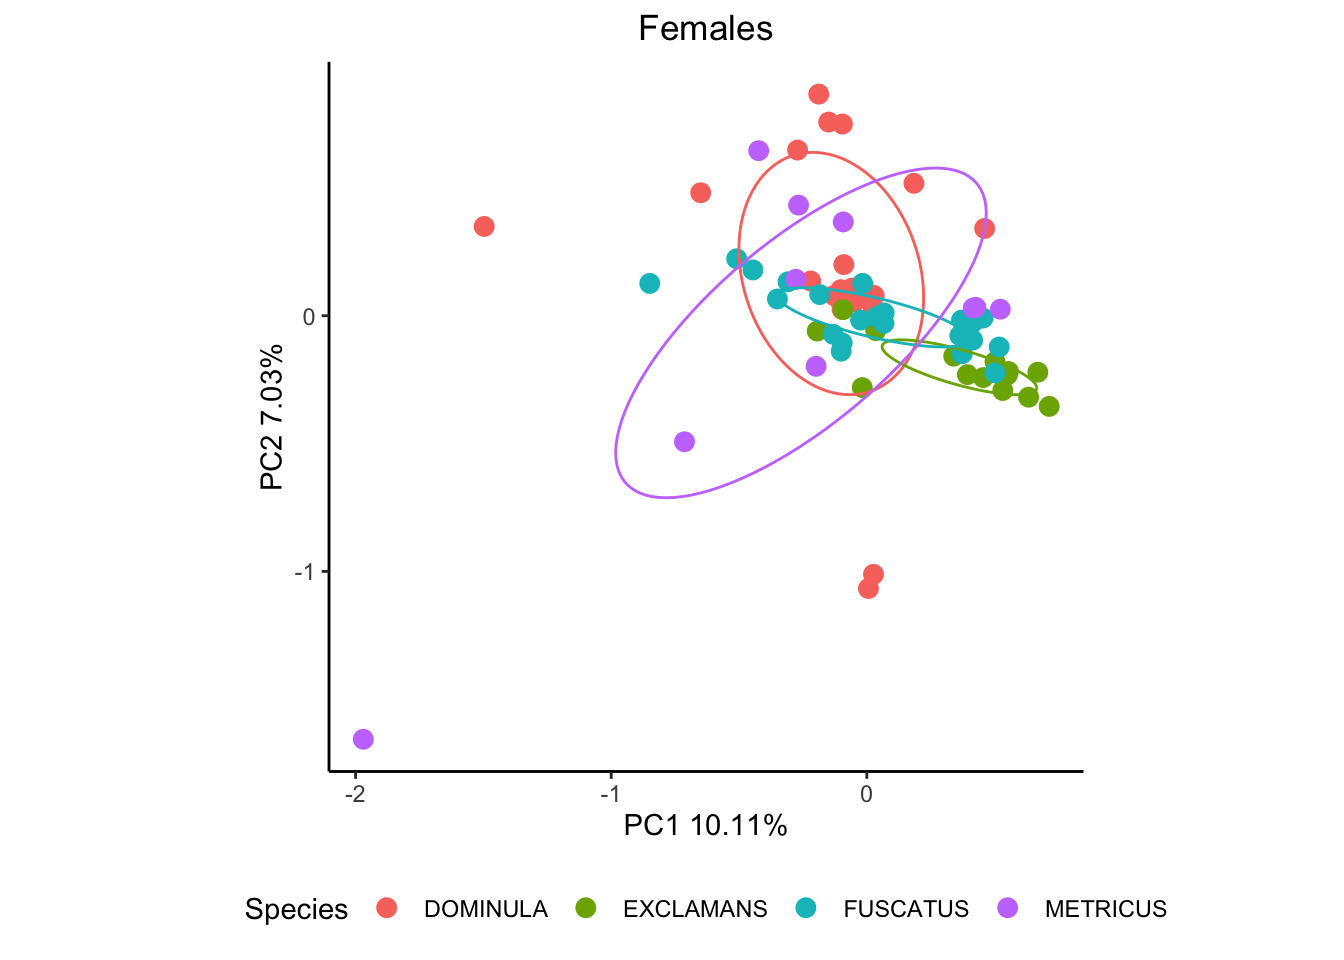 Females
0
-1
PC2 7.03%
-2 -1 0
PC1 10.11%
Species DOMINULA EXCLAMANS FUSCATUS METRICUS